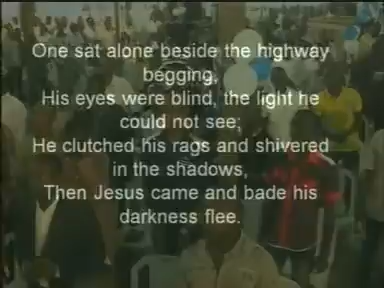 One sat alone beside the highway
begging,
His eyes were blind, the light he
could not see;
He clutched his rags and shivered
in the shadows,
Then Jesus came and bade his
darkness flee.